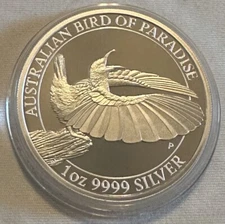 AUSTRALIAN BIRD OF PARADISE
A
1oz 9999 SILVER